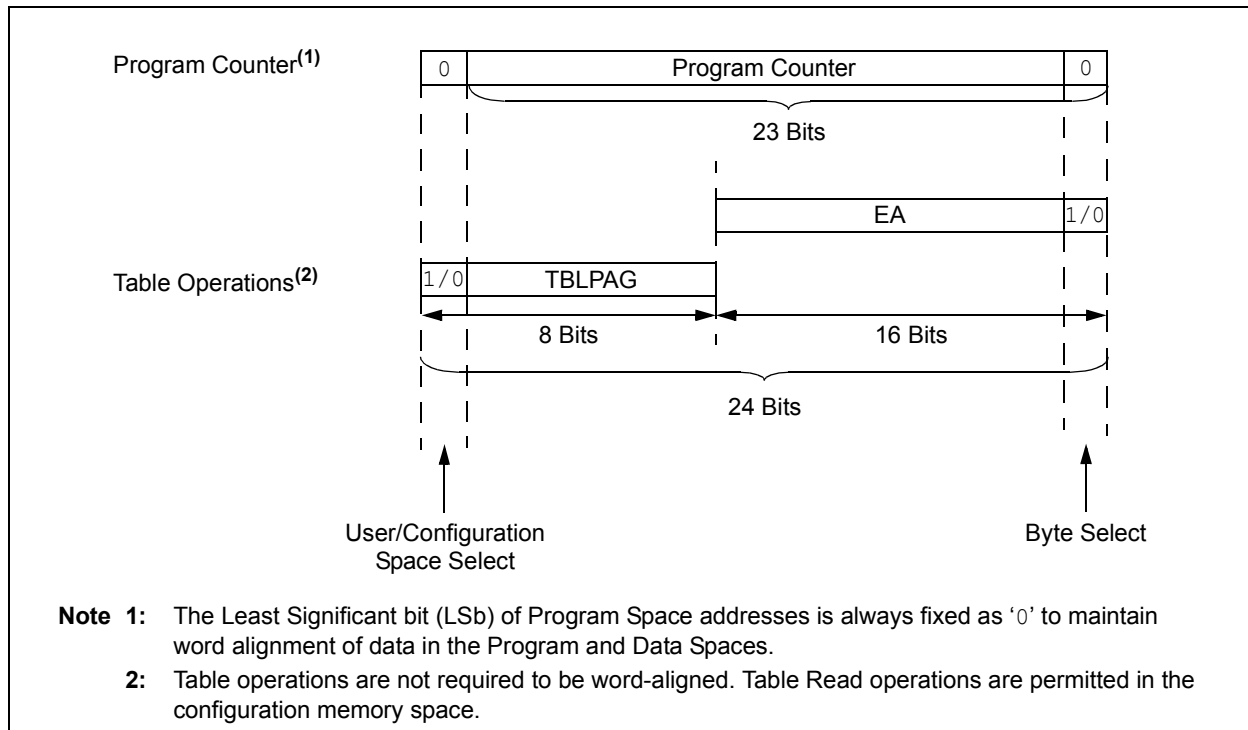 Program Counter(1)
0 Program Counter 0
23 Bits
EA 1/0
Table Operations(2)
1/0 TBLPAG
8 Bits 16 Bits
24 Bits
User/Configuration
Space Select
Byte Select
Note 1: The Least Significant bit (LSb) of Program Space addresses is always fixed as ‘0’ to maintain
word alignment of data in the Program and Data Spaces.
2: Table operations are not required to be word-aligned. Table Read operations are permitted in the
configuration memory space.